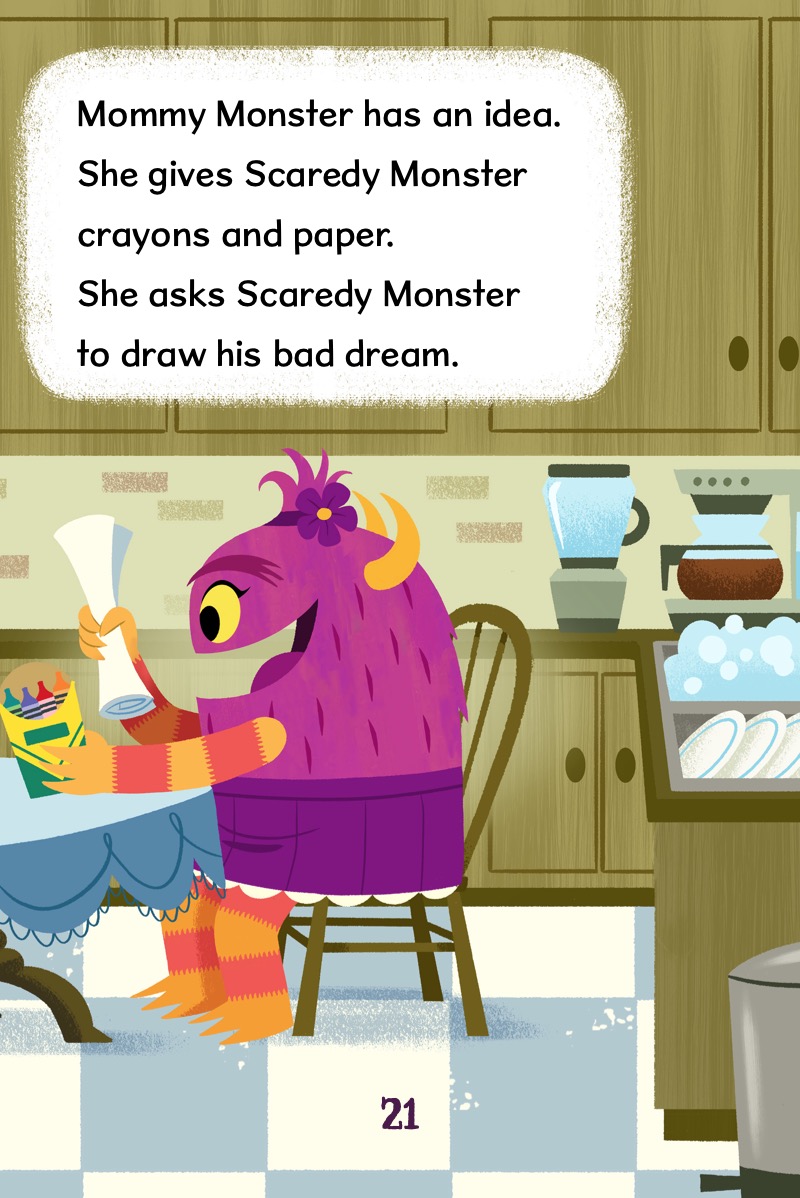 Mommy Monster has an idea.
She gives Scaredy Monster
crayons and paper.
She asks Scaredy Monster
to draw his bad dream.
21